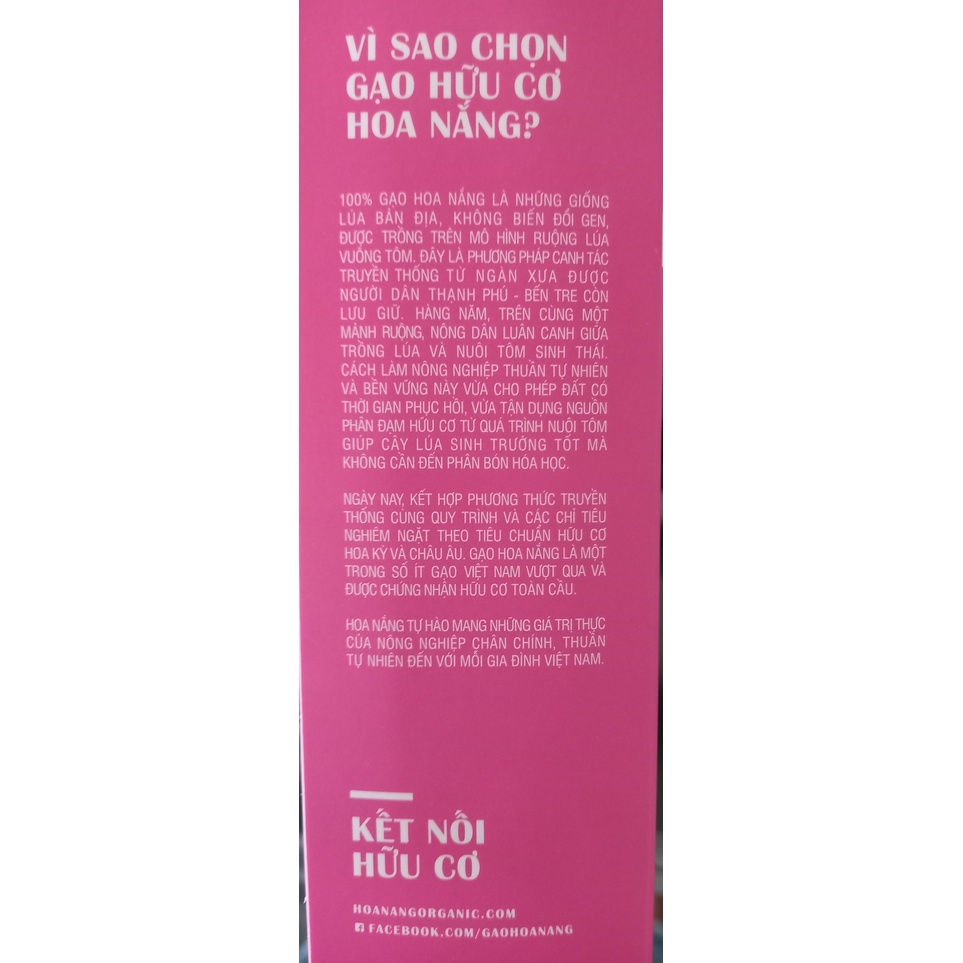 VÌ SAO CHỌN
GẠO HỮU CƠ
HOA NẮNG?
100% GẠO HOA NẮNG LÀ NHỮNG GIỐNG
LÚA BẢN ĐỊA, KHÔNG BIẾN ĐỔI GEN,
ĐƯỢC TRỒNG TRÊN MÔ HÌNH RUỘNG LÚA
VUÔNG TÔM. ĐÂY LÀ PHƯƠNG PHÁP CANH TÁC
TRUYỀN THỐNG TỪ NGÀN XƯA ĐƯỢC
NGƯỜI DÂN THẠNH PHÚ - BẾN TRE CÒN
LƯU GIỮ. HÀNG NĂM, TRÊN CÙNG MỘT
MẢNH RUỘNG, NÔNG DÂN LUÂN CANH GIỮA
TRỒNG LÚA VÀ NUÔI TÔM SINH THÁI.
CÁCH LÀM NÔNG NGHIỆP THUẦN TỰ NHIÊN
VÀ BỀN VỮNG NÀY VỪA CHO PHÉP ĐẤT CÓ
THỜI GIAN PHỤC HỒI, VỪA TẬN DỤNG NGUỒN
PHÂN ĐẠM HỮU CƠ TỪ QUÁ TRÌNH NUÔI TÔM
GIÚP CÂY LÚA SINH TRƯỞNG TỐT MÀ
KHÔNG CẦN ĐẾN PHÂN BÓN HÓA HỌC.
NGÀY NAY, KẾT HỢP PHƯƠNG THỨC TRUYỀN
THỐNG CÙNG QUY TRÌNH VÀ CÁC CHỈ TIÊU
NGHIÊM NGẶT THEO TIÊU CHUẨN HỮU CƠ
HOA KỲ VÀ CHÂU ÂU. GẠO HOA NẮNG LÀ MỘT
TRONG SỐ ÍT GẠO VIỆT NAM VƯỢT QUA VÀ
ĐƯỢC CHỨNG NHẬN HỮU CƠ TOÀN CẦU.
HOA NẮNG TỰ HÀO MANG NHỮNG GIÁ TRỊ THỰC
CỦA NÔNG NGHIỆP CHÂN CHÍNH, THUẦN
TỰ NHIÊN ĐẾN VỚI MỖI GIA ĐÌNH VIỆT NAM.
KẾT NỐI
HỮU CƠ
HOANANGORGANIC.COM
FACEBOOK.COM/GAOHOANANG